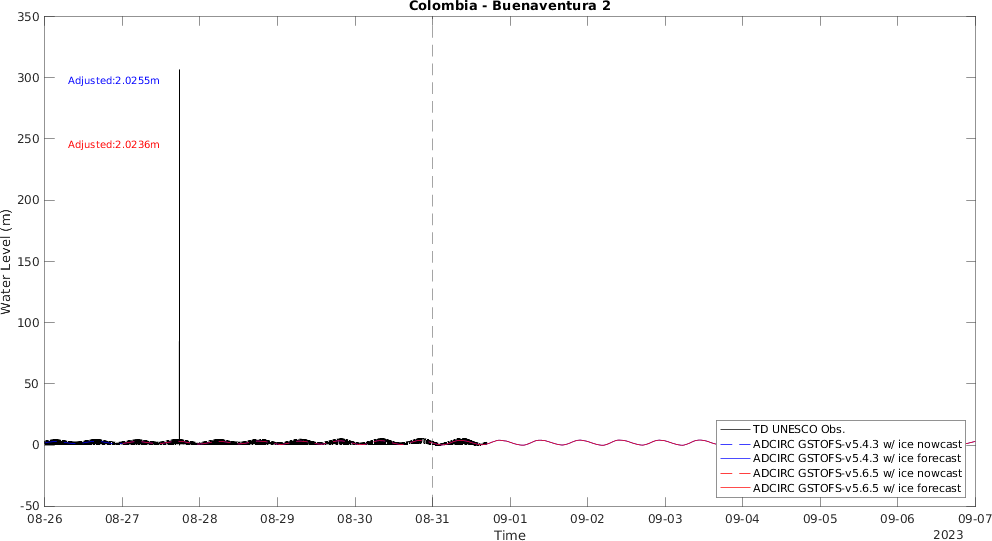 Colombia - Buenaventura 2
350
300
250
200
150
100
50
0
-50
Water Level (m)
Adjusted:2.0255m
Adjusted:2.0236m
TD UNESCO Obs.
ADCIRC GSTOFS-v5.4.3 w/ ice nowcast
ADCIRC GSTOFS-v5.4.3 w/ ice forecast
ADCIRC GSTOFS-v5.6.5 w/ ice nowcast
ADCIRC GSTOFS-v5.6.5 w/ ice forecast
08-26 08-27 08-28 08-29 08-30 08-31 09-01 09-02 09-03 09-04 09-05 09-06 09-07
Time
2023